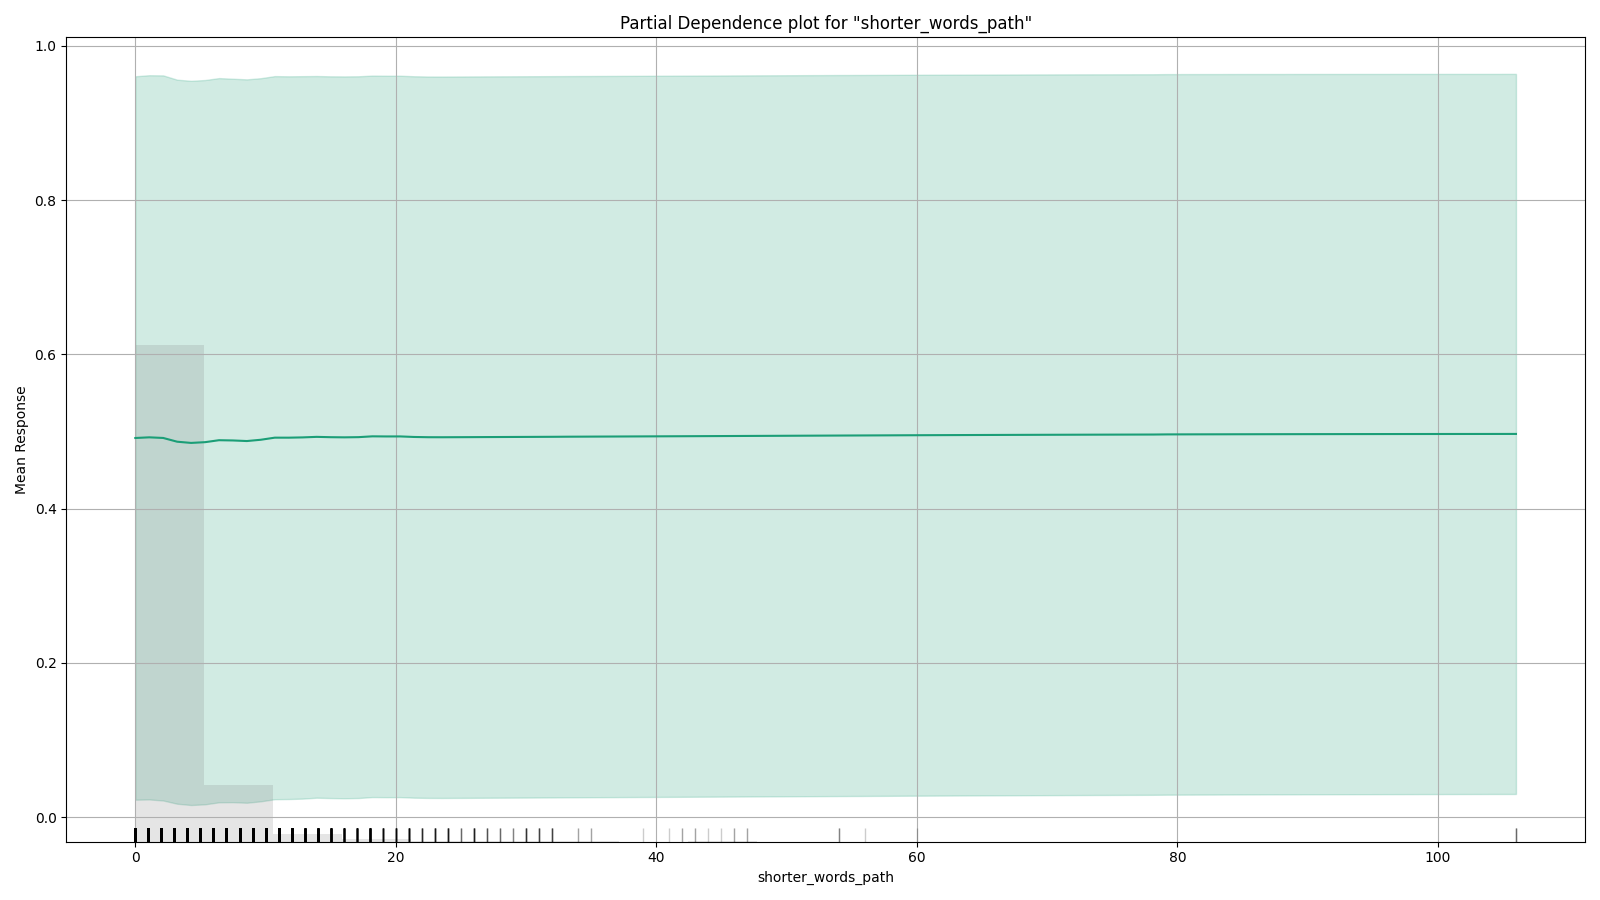 Partial Dependence plot for "shorter_words_path"
1.0
0.8
0.6
0.4
0.2
0.0
Mean Response
0 20 40 60 80 100
shorter_words_path